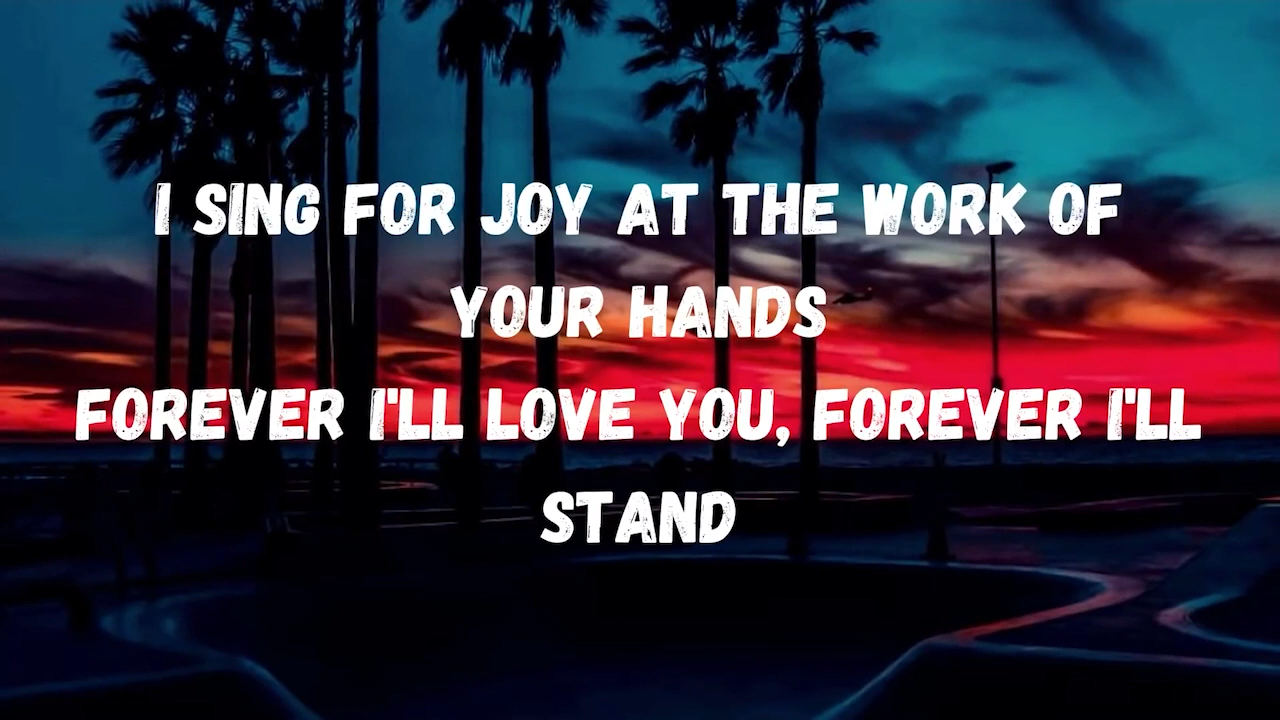 I SING FOR JOY AT THE WORK OF
YOUR HANDS
FOREVER I'LL LOVE YOU, FOREVER I'LL
STAND